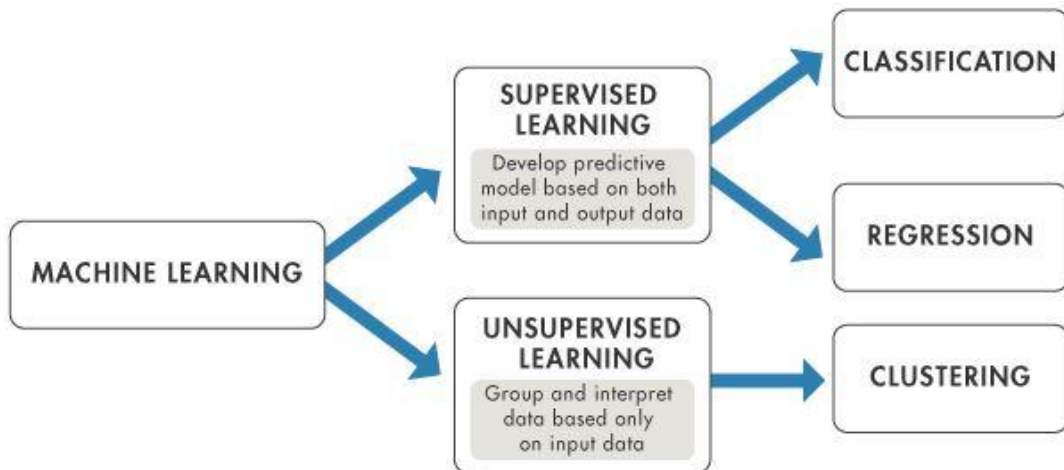 MACHINE LEARNING
SUPERVISED
LEARNING
Develop predictive
model based on both
input and output data
UNSUPERVISED
LEARNING
Group and interpret
data based only
on input data
CLASSIFICATION
REGRESSION
CLUSTERING